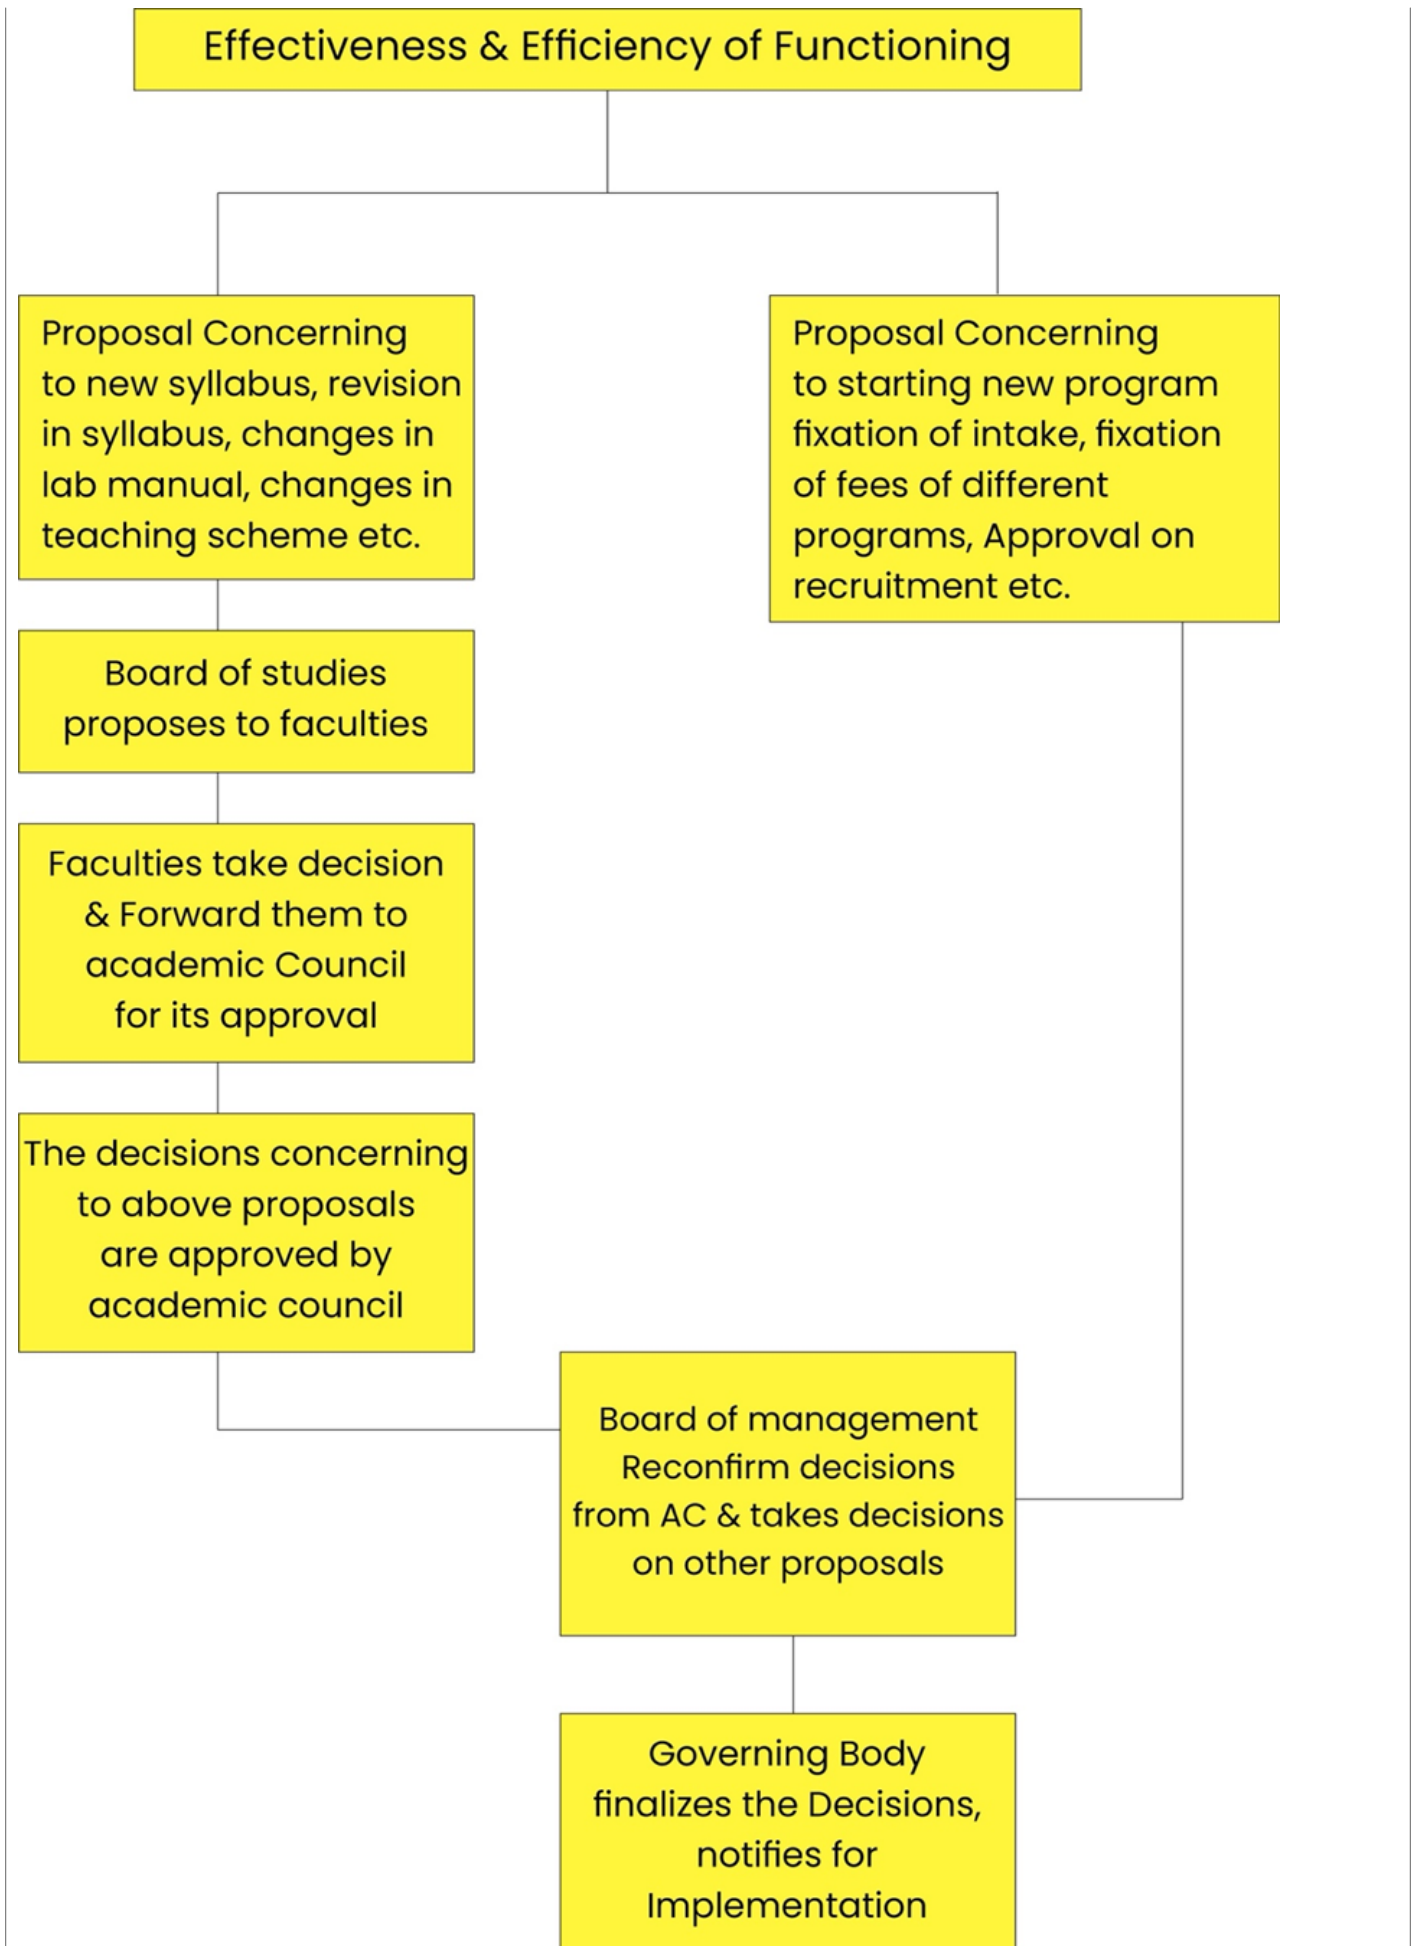 Effectiveness & Efficiency of Functioning
Proposal Concerning
to new syllabus, revision
in syllabus, changes in
lab manual, changes in
teaching scheme etc.
Proposal Concerning
to starting new program
fixation of intake, fixation
of fees of different
programs, Approval on
recruitment etc.
Board of studies
proposes to faculties
Faculties take decision
& Forward them to
academic Council
for its approval
The decisions concerning
to above proposals
are approved by
academic council
Board of management
Reconfirm decisions
from AC & takes decisions
on other proposals
Governing Body
finalizes the Decisions,
notifies for
Implementation